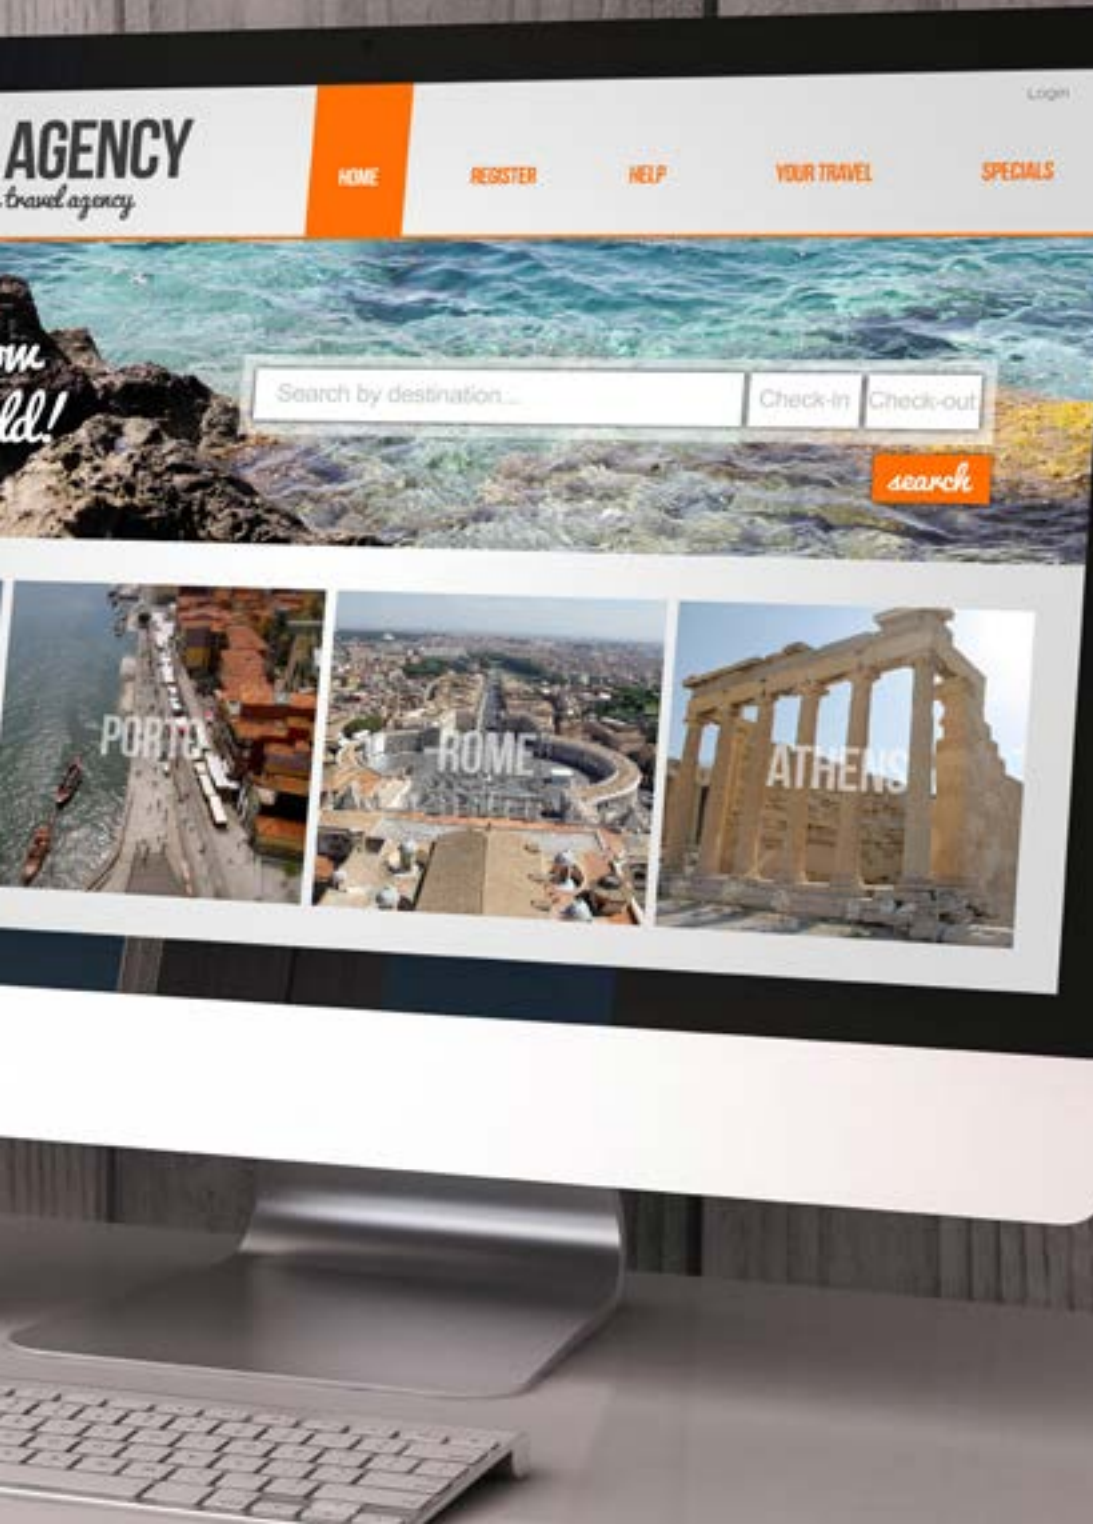 Login
AGENCY
travel agency
HOME
REGISTER
HELP
YOUR TRAVEL
SPECIALS
Search by destination...
Check-in
Check-out
search
PORTO
ROME
ATHENS